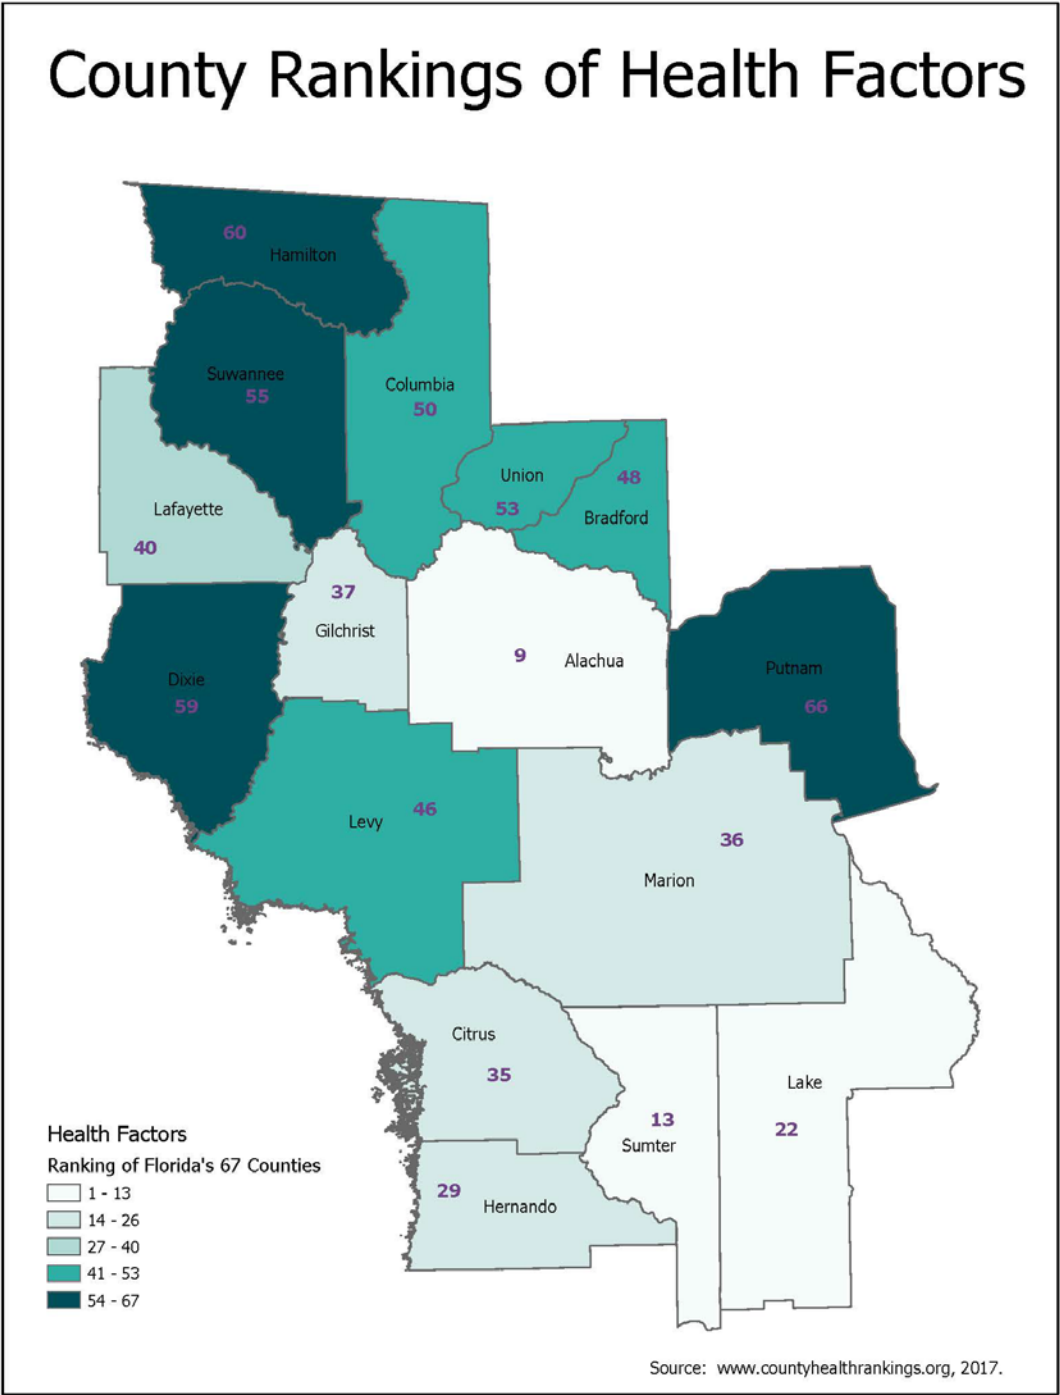 County Rankings of Health Factors
60
Hamilton
Suwannee
55
Columbia
50
Union
53
48
Bradford
Lafayette
40
37
Gilchrist
9 Alachua
Putnam
66
Dixie
59
Levy 46
36
Marion
Citrus
35
Lake
22
13
Sumter
29
Hernando
Health Factors
Ranking of Florida's 67 Counties
1 - 13
14 - 26
27 - 40
41 - 53
54 - 67
Source: www.countyhealthrankings.org, 2017.